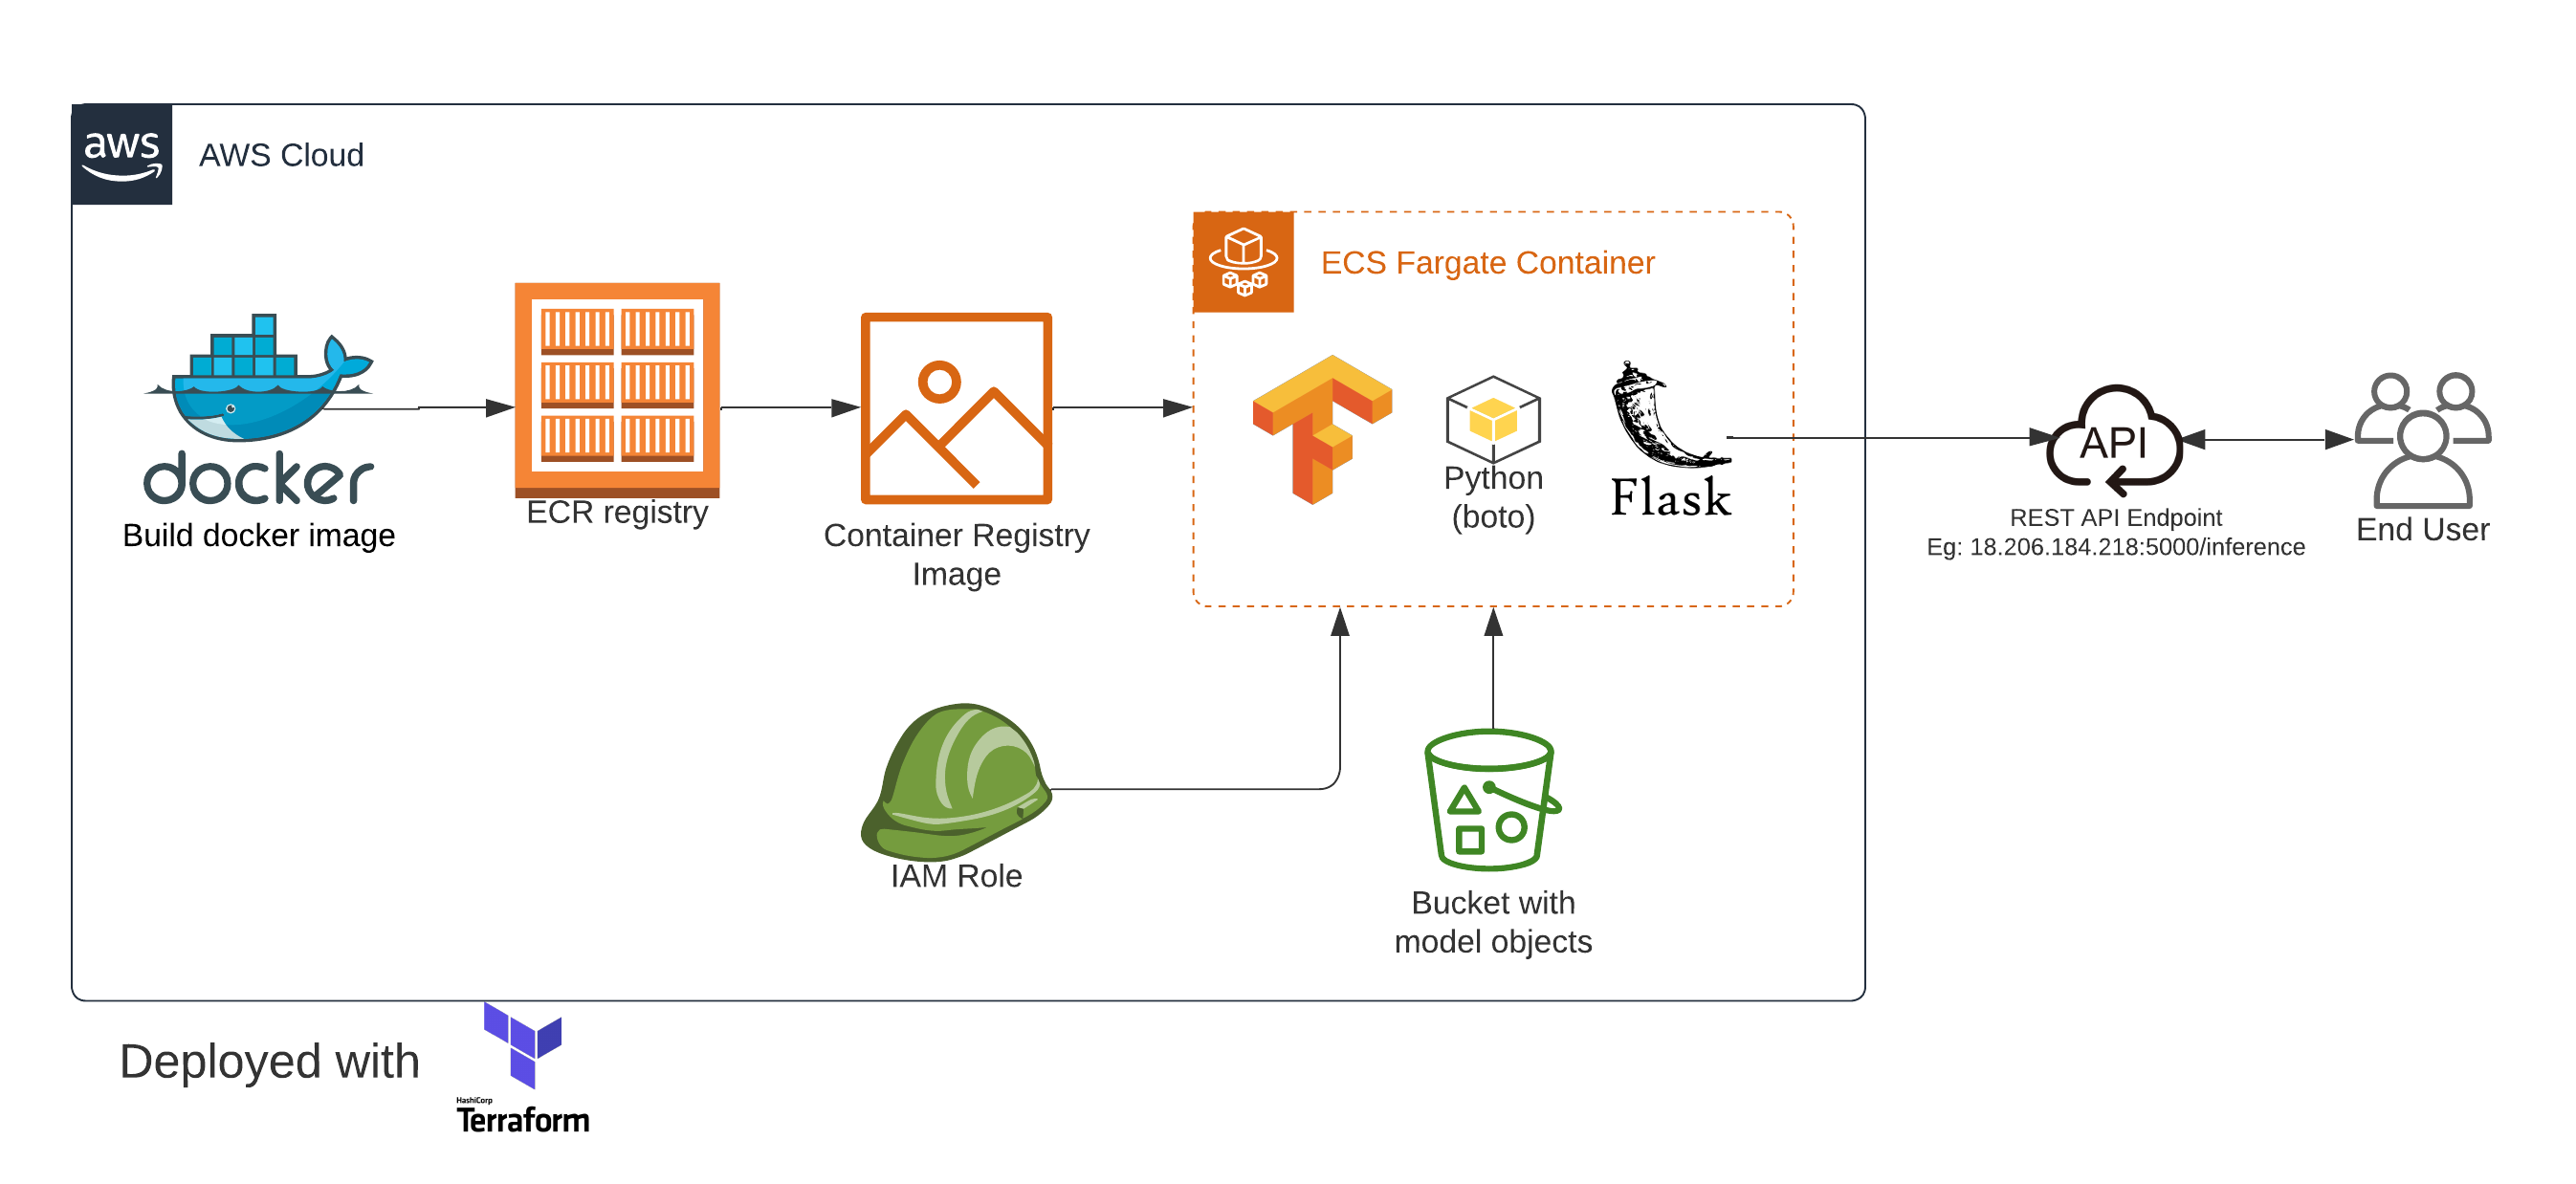 aws
AWS Cloud
ECS Fargate Container
docker
Build docker image
ECR registry
Container Registry
Image
Python
(boto)
Flask
API
REST API Endpoint
Eg: 18.206.184.218:5000/inference
End User
IAM Role
Bucket with
model objects
Deployed with
HashiCorp
Terraform